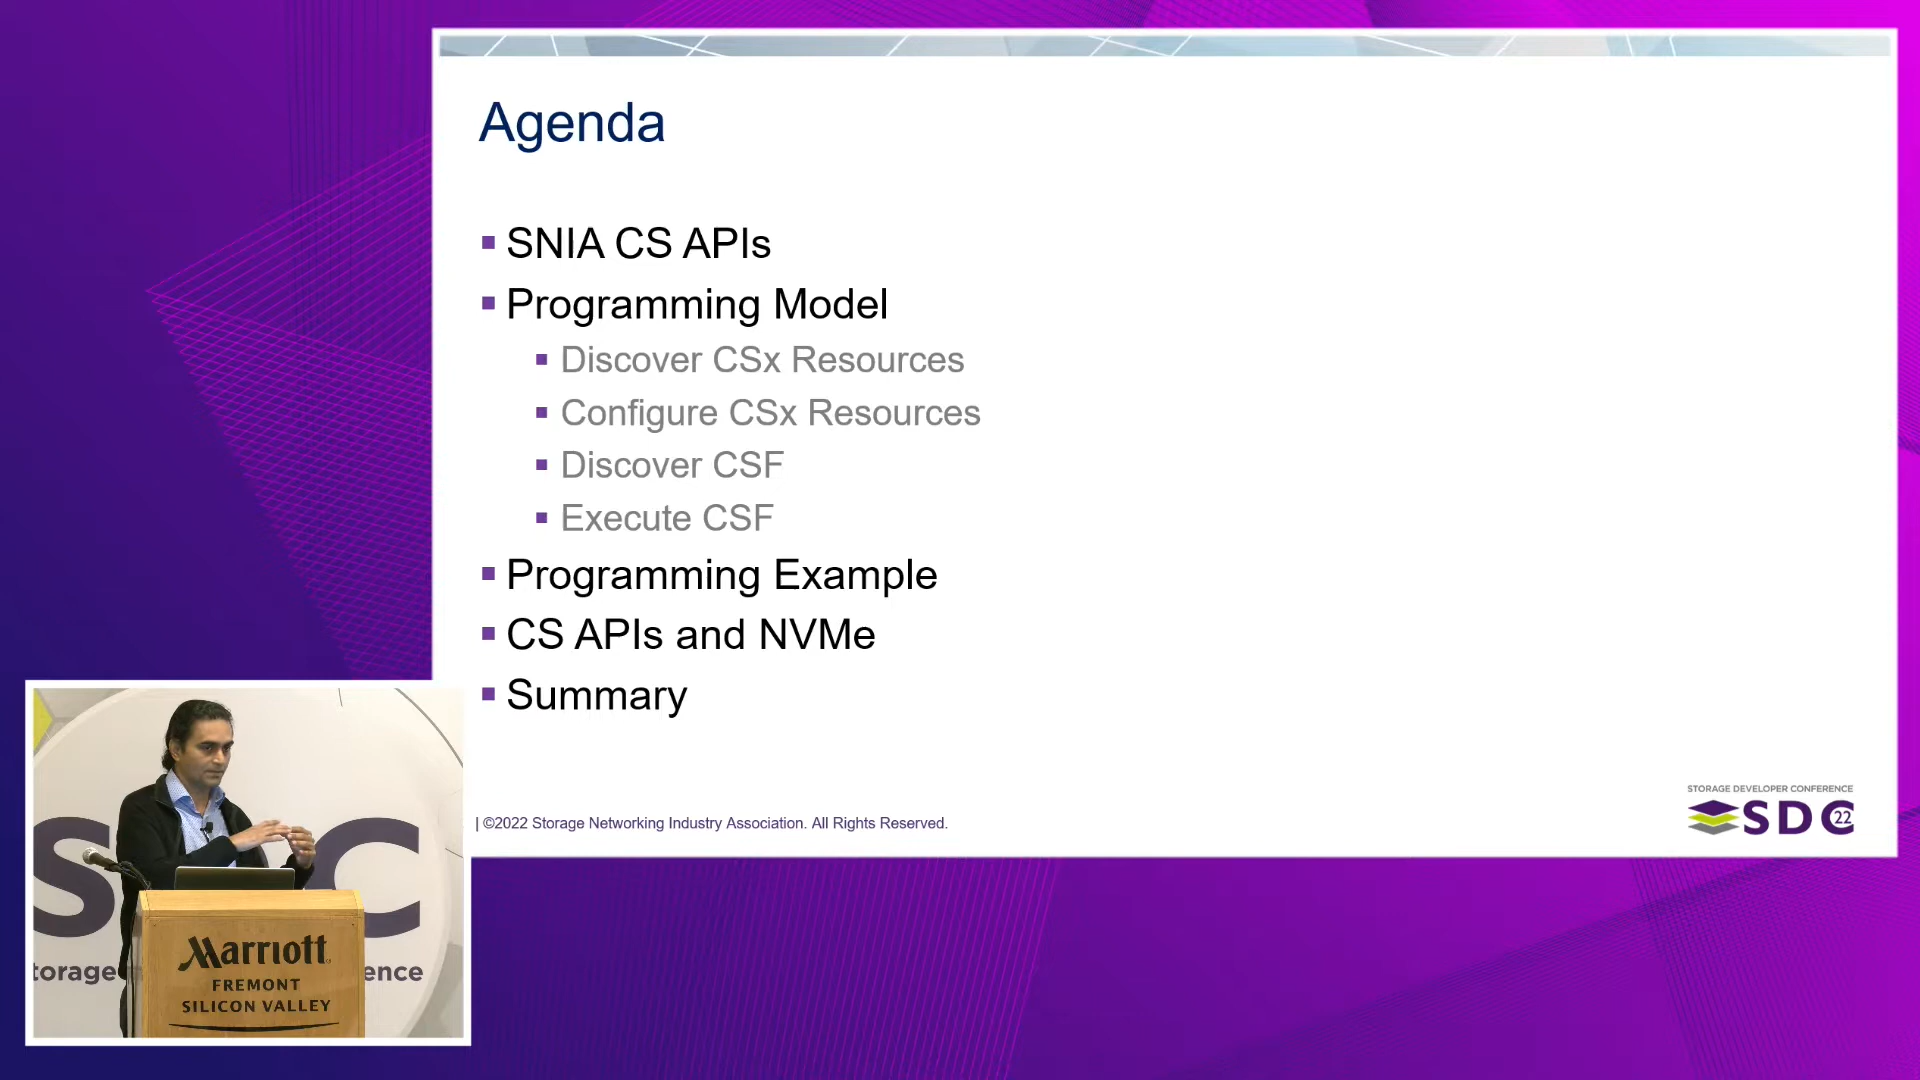 Agenda
▪ SNIA CS APIs
▪ Programming Model
▪ Discover CSx Resources
▪ Configure CSx Resources
▪ Discover CSF
▪ Execute CSF
▪ Programming Example
▪ CS APIs and NVMe
▪ Summary
| ©2022 Storage Networking Industry Association. All Rights Reserved.
STORAGE DEVELOPER CONFERENCE
SDC 22
S C
torage ence
Marriott
FREMONT
SILICON VALLEY